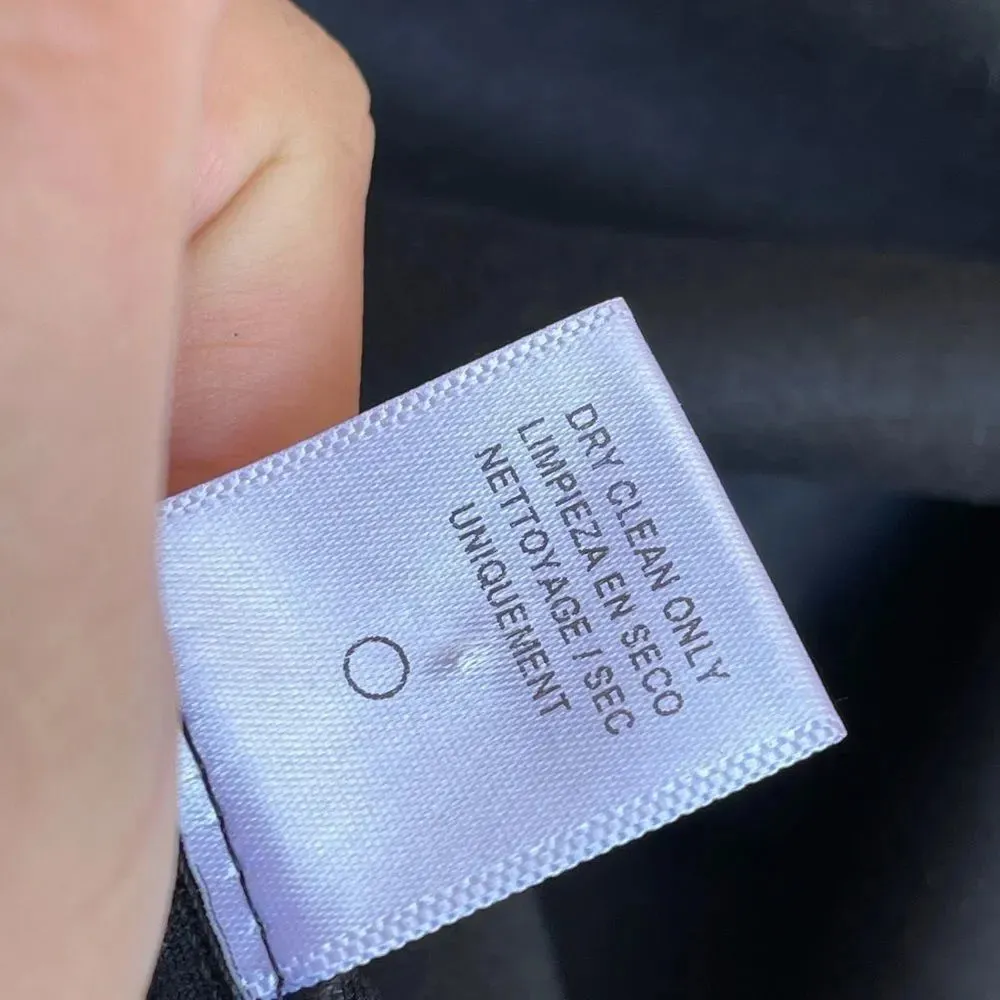 DRY CLEAN ONLY
LIMPIEZA EN SECO
NETTOYAGE / SEC
UNIQUEMENT